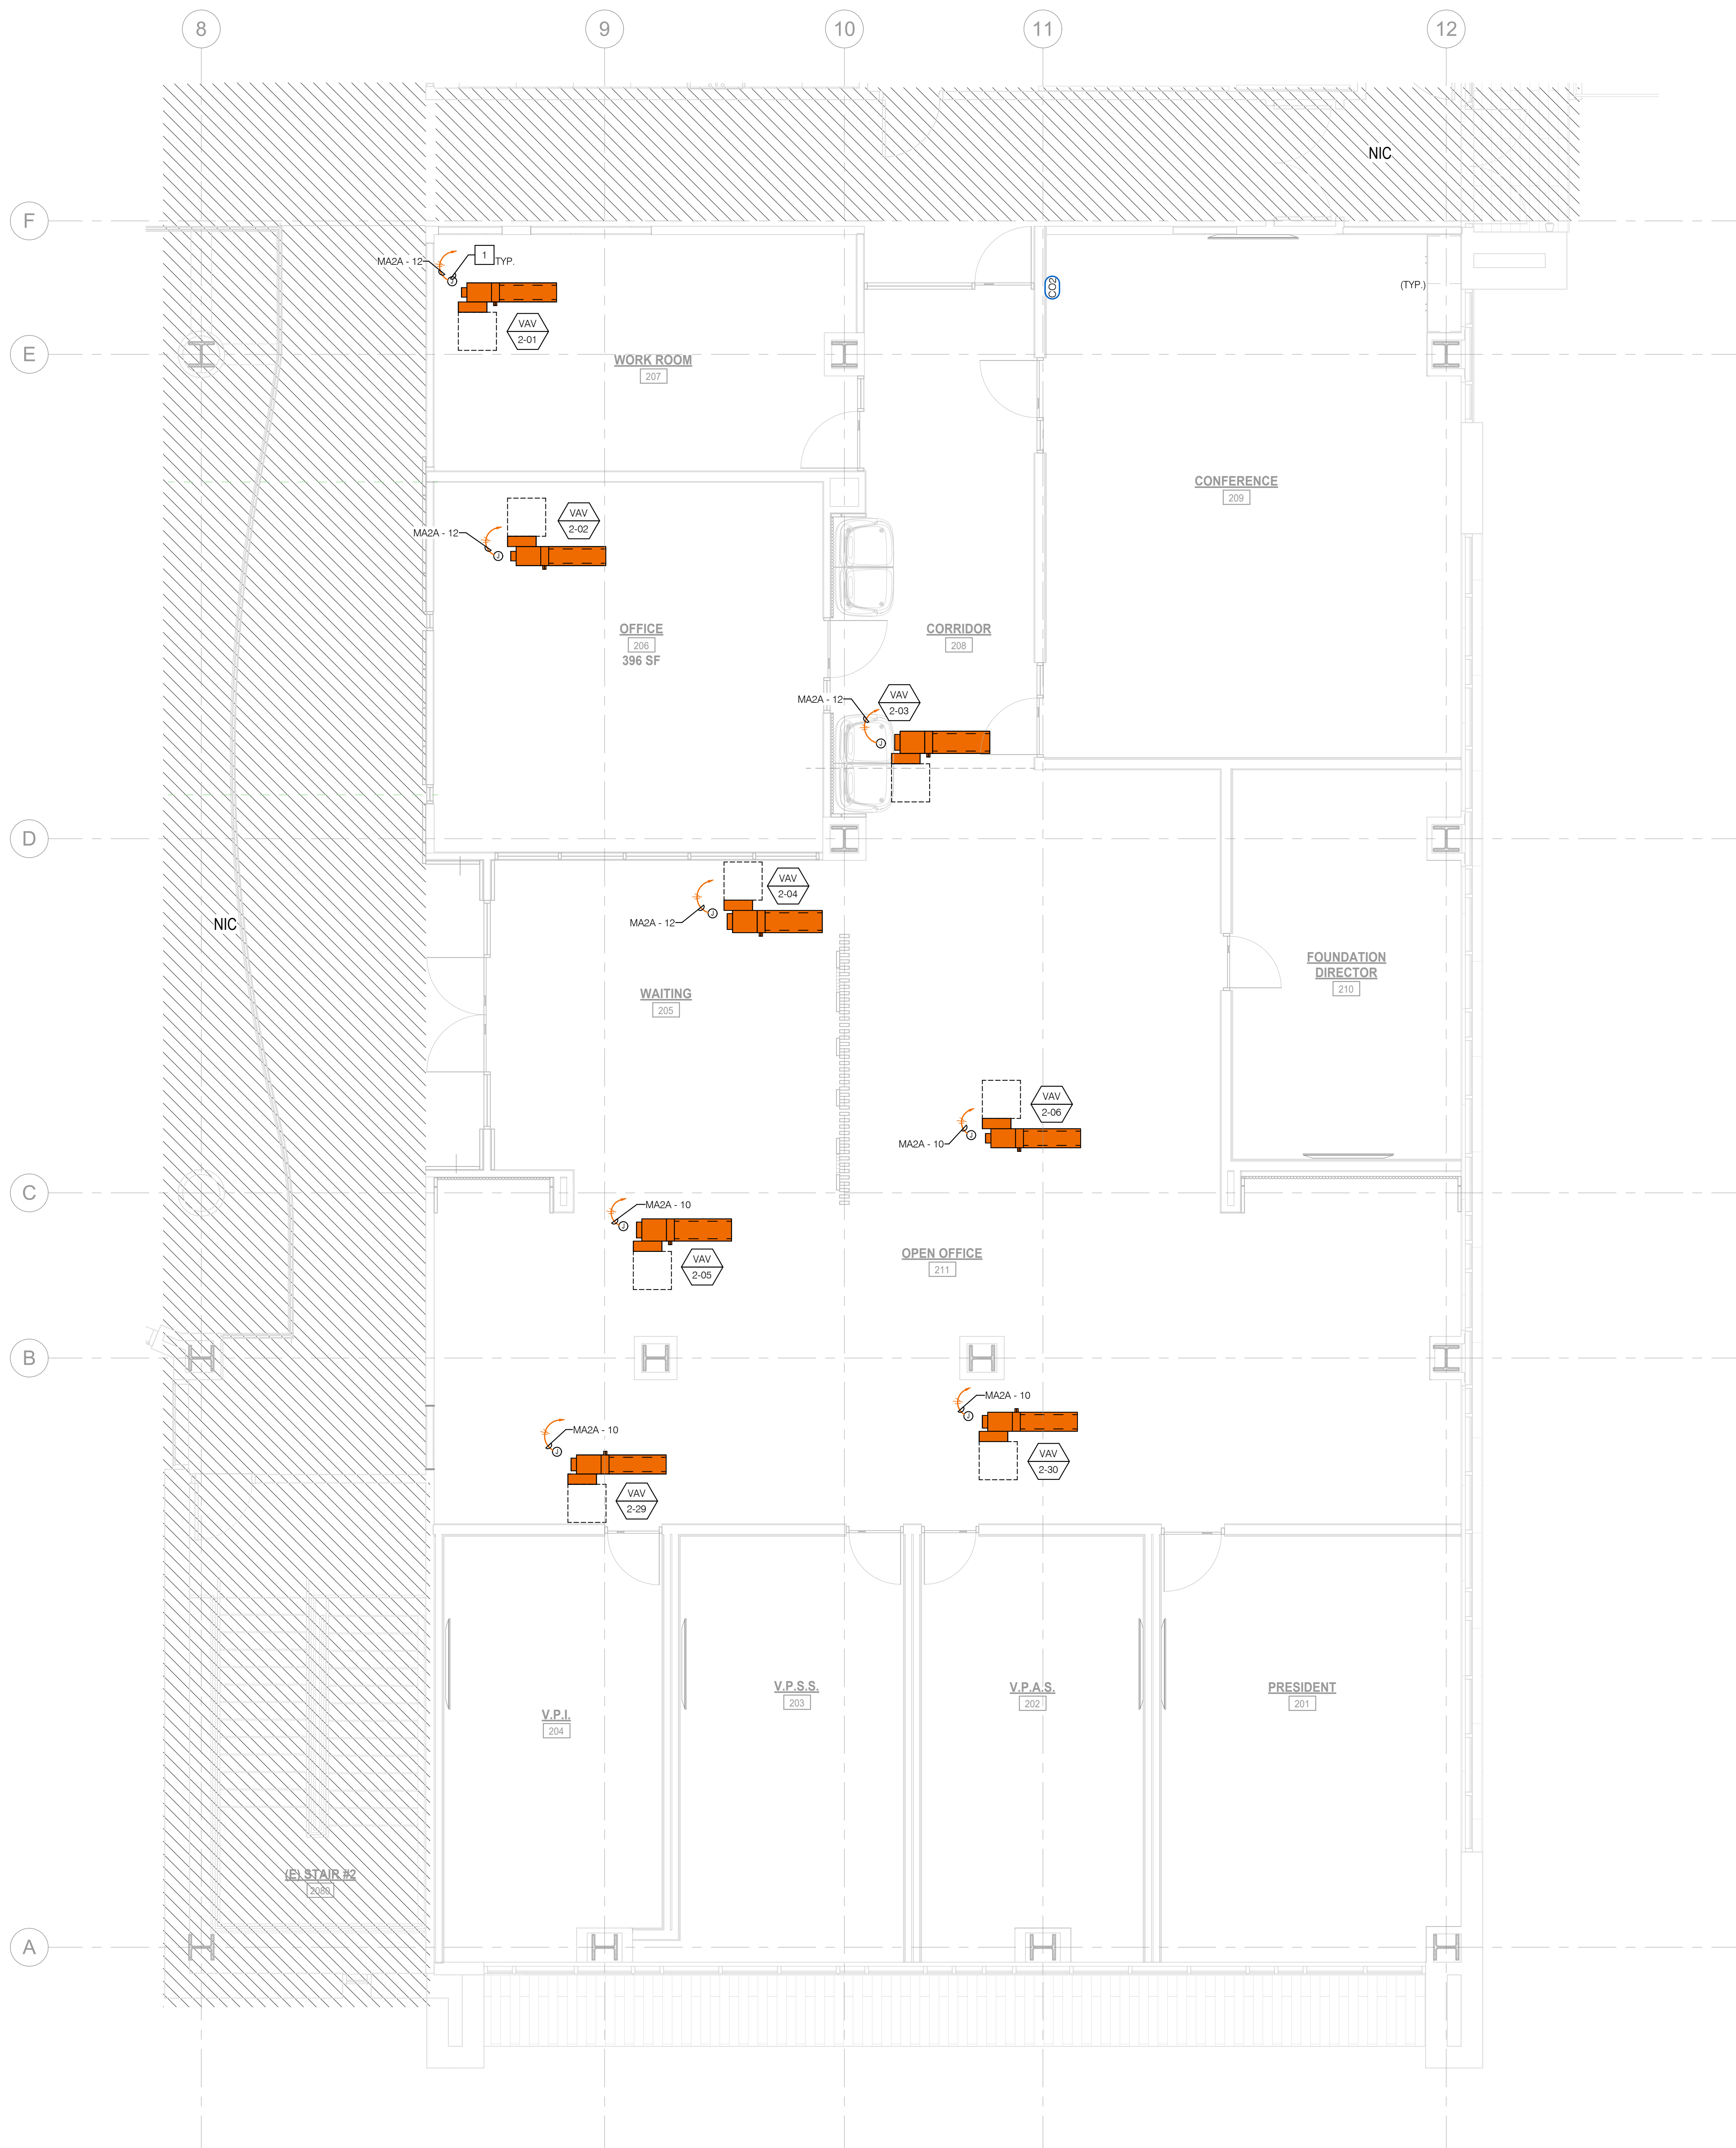 8
9
10
11
12
NIC
F
MA2A - 12
1
TYP.
J
CO2
(TYP.)
VAV
2-01
E
WORK ROOM
207
CONFERENCE
209
VAV
2-02
MA2A - 12
J
OFFICE
206
396 SF
CORRIDOR
208
MA2A - 12
VAV
2-03
J
D
VAV
2-04
MA2A - 12
J
NIC
FOUNDATION
DIRECTOR
210
WAITING
205
VAV
2-06
MA2A - 10
J
C
MA2A - 10
J
VAV
2-05
OPEN OFFICE
211
B
MA2A - 10
J
MA2A - 10
J
VAV
2-30
VAV
2-29
V.P.S.S.
203
V.P.A.S.
202
PRESIDENT
201
V.P.I.
204
(E) STAIR #2
2080
A